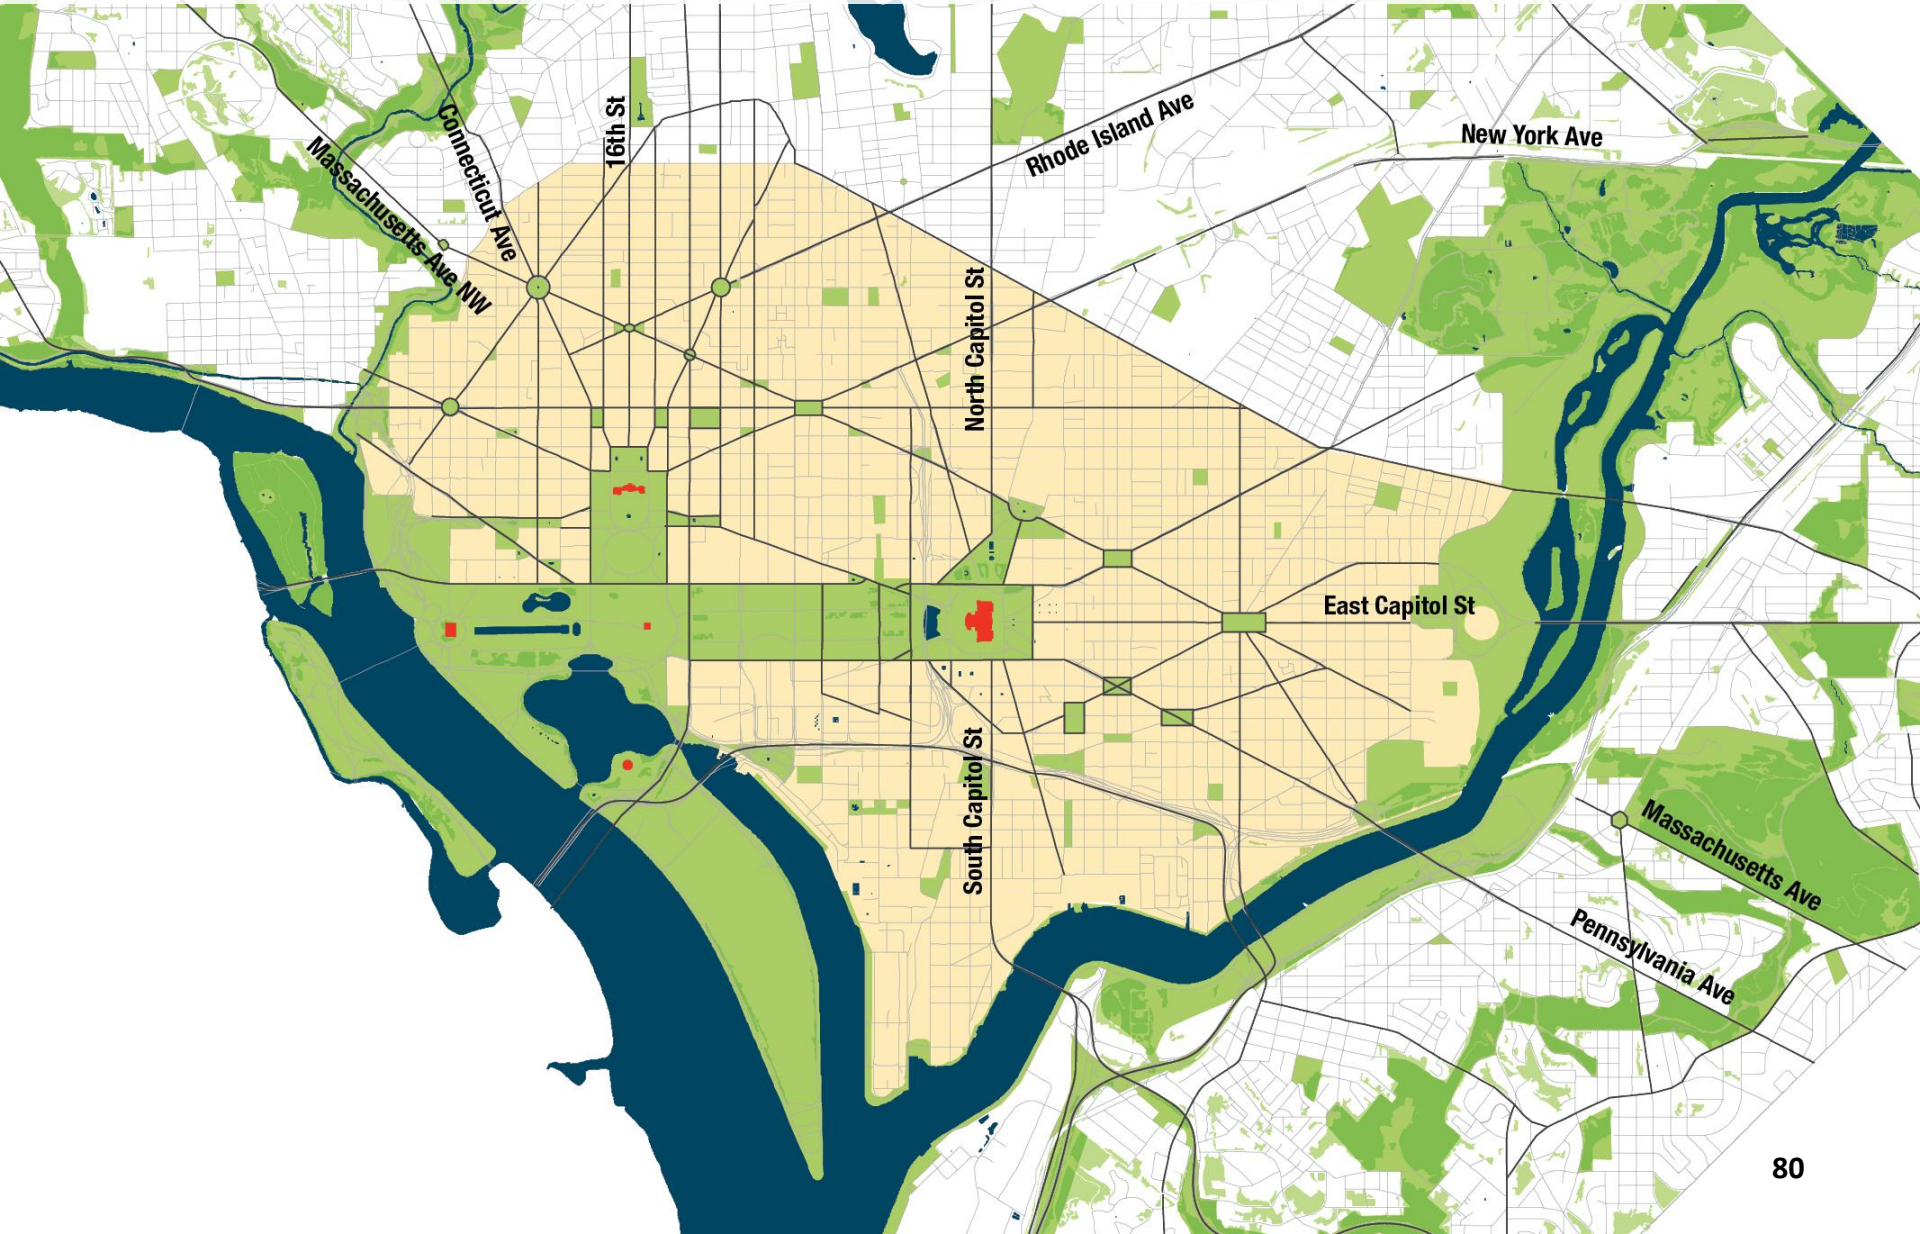 Connecticut Ave
16th St
Rhode Island Ave
New York Ave
Massachusetts Ave NW
North Capitol St
East Capitol St
South Capitol St
Massachusetts Ave
Pennsylvania Ave
80